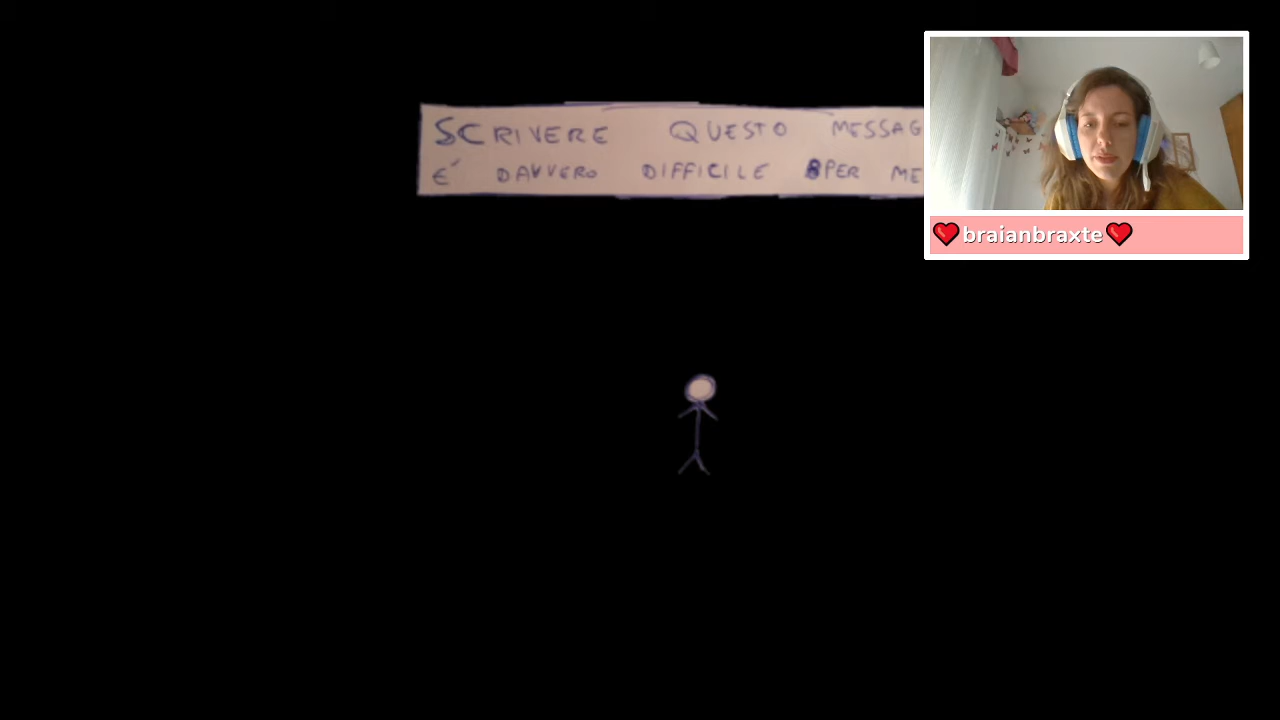 SCRIVERE QUESTO MESSAG
E' DAVVERO DIFFICILE PER ME
braianbraxte